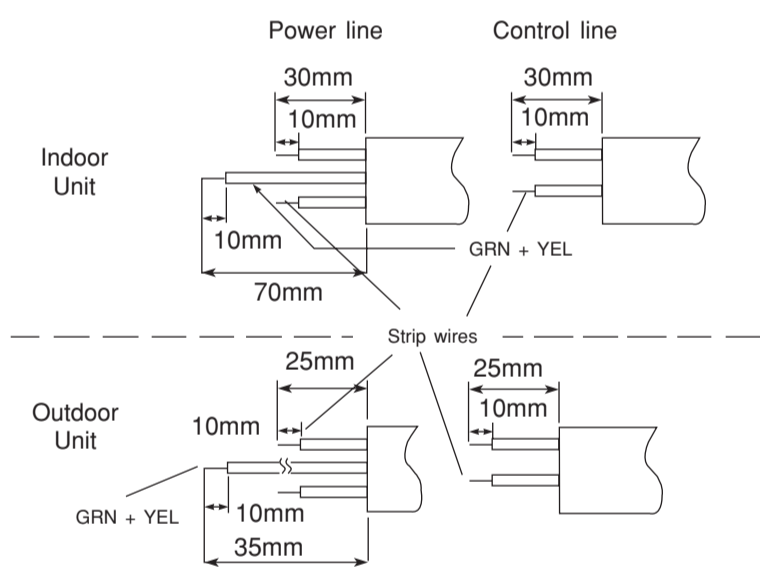 Power line
Control line
30mm
30mm
10mm
10mm
Indoor
Unit
10mm
GRN + YEL
70mm
Strip wires
25mm
25mm
Outdoor
Unit
10mm
10mm
GRN + YEL
10mm
35mm